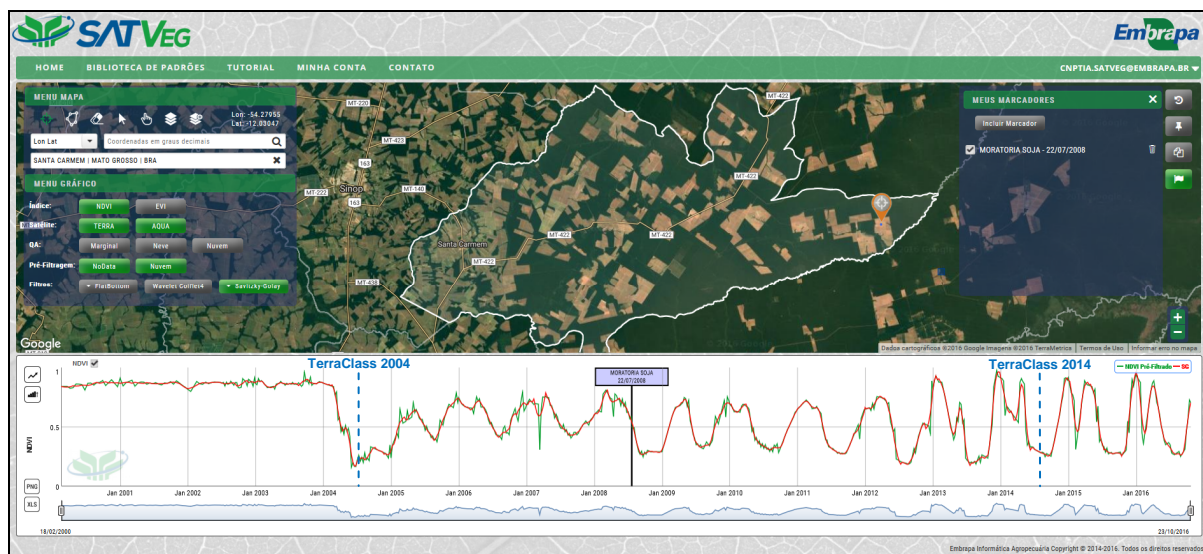 SATVeg
Embrapa
HOME BIBLIOTECA DE PADRÕES TUTORIAL MINHA CONTA CONTATO CNPTIA.SATVEG@EMBRAPA.BR
MENU MAPA
Lon: -54.27955
Lat: -12.03047
Lon Lat Coordenadas em graus decimais
SANTA CARMEM | MATO GROSSO | BRA
MENU GRÁFICO
Índice: NDVI EVI
Satélite: TERRA AQUA
QA: Marginal Neve Nuvem
Pré-Filtragem: NoData Nuvem
Filtros: FlatBottom Wavelet Coiflet4 Savitzky-Golay
MT-220
MT-423
163
MT-222
Sinop
MT-140
163
Santa Carmem
MT-422
MT-422
MT-422
MT-422
MT-422
MT-422
MT-438
MEUS MARCADORES
Incluir Marcador
MORATORIA SOJA - 22/07/2008
Google
Dados cartográficos ©2016 Google Imagens ©2016 TerraMetrics Termos de Uso Informar erro no mapa
NDVI
TerraClass 2004
MORATORIA SOJA
22/07/2008
TerraClass 2014
NDVI Pré-Filtrado SC
1
0.5
0
NDVI
PNG
XLS
Jan 2001 Jan 2002 Jan 2003 Jan 2004 Jan 2005 Jan 2006 Jan 2007 Jan 2008 Jan 2009 Jan 2010 Jan 2011 Jan 2012 Jan 2013 Jan 2014 Jan 2015 Jan 2016
18/02/2000 23/10/2016
Embrapa Informática Agropecuária Copyright © 2014-2016. Todos os direitos reservado